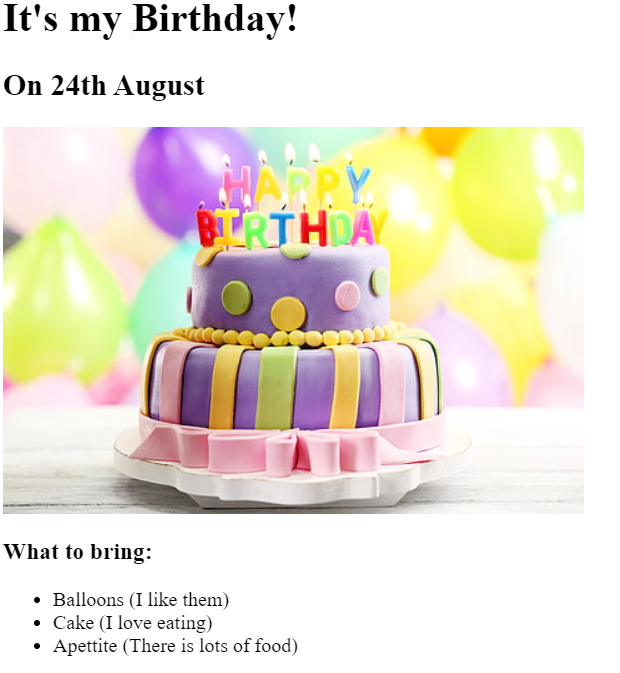 It's my Birthday!
On 24th August
HAPPY
BIRTHDAY
What to bring:
Balloons (I like them)
Cake (I love eating)
Apettite (There is lots of food)